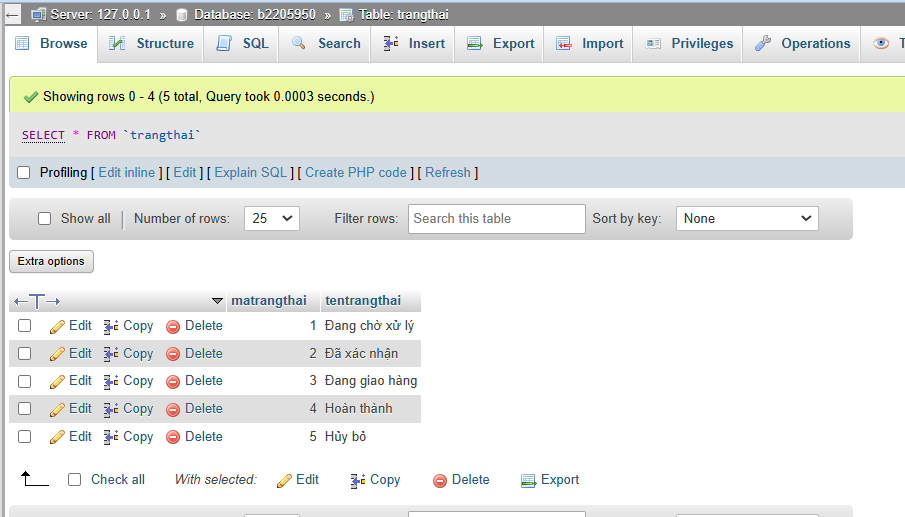 Server: 127.0.0.1 » Database: b2205950 » Table: trangthai
Browse Structure SQL Search Insert Export Import Privileges Operations
Showing rows 0 - 4 (5 total, Query took 0.0003 seconds.)
SELECT * FROM `trangthai`
Profiling [ Edit inline ] [ Edit ] [ Explain SQL ] [ Create PHP code ] [ Refresh ]
Show all Number of rows: 25 Filter rows: Search this table Sort by key: None
Extra options
matrangthai tentrangthai
Edit Copy Delete 1 Đang chờ xử lý
Edit Copy Delete 2 Đã xác nhận
Edit Copy Delete 3 Đang giao hàng
Edit Copy Delete 4 Hoàn thành
Edit Copy Delete 5 Hủy bỏ
Check all With selected: Edit Copy Delete Export